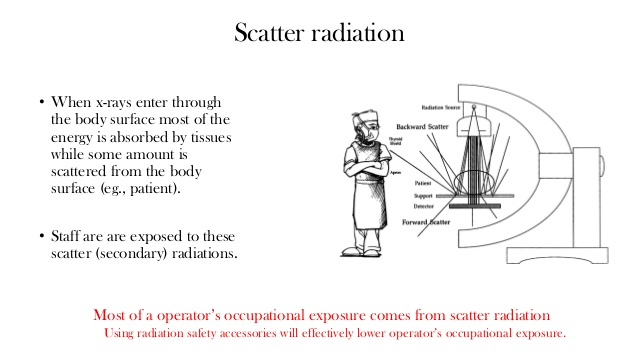 Scatter radiation
• When x-rays enter through
the body surface most of the
energy is absorbed by tissues
while some amount is
scattered from the body
surface (eg., patient).
• Staff are are exposed to these
scatter (secondary) radiations.
Radiation Source
Backward Scatter
Thyroid
Shield
Apron
Patient
Support
Detector
Forward Scatter
Most of a operator's occupational exposure comes from scatter radiation
Using radiation safety accessories will effectively lower operator's occupational exposure.